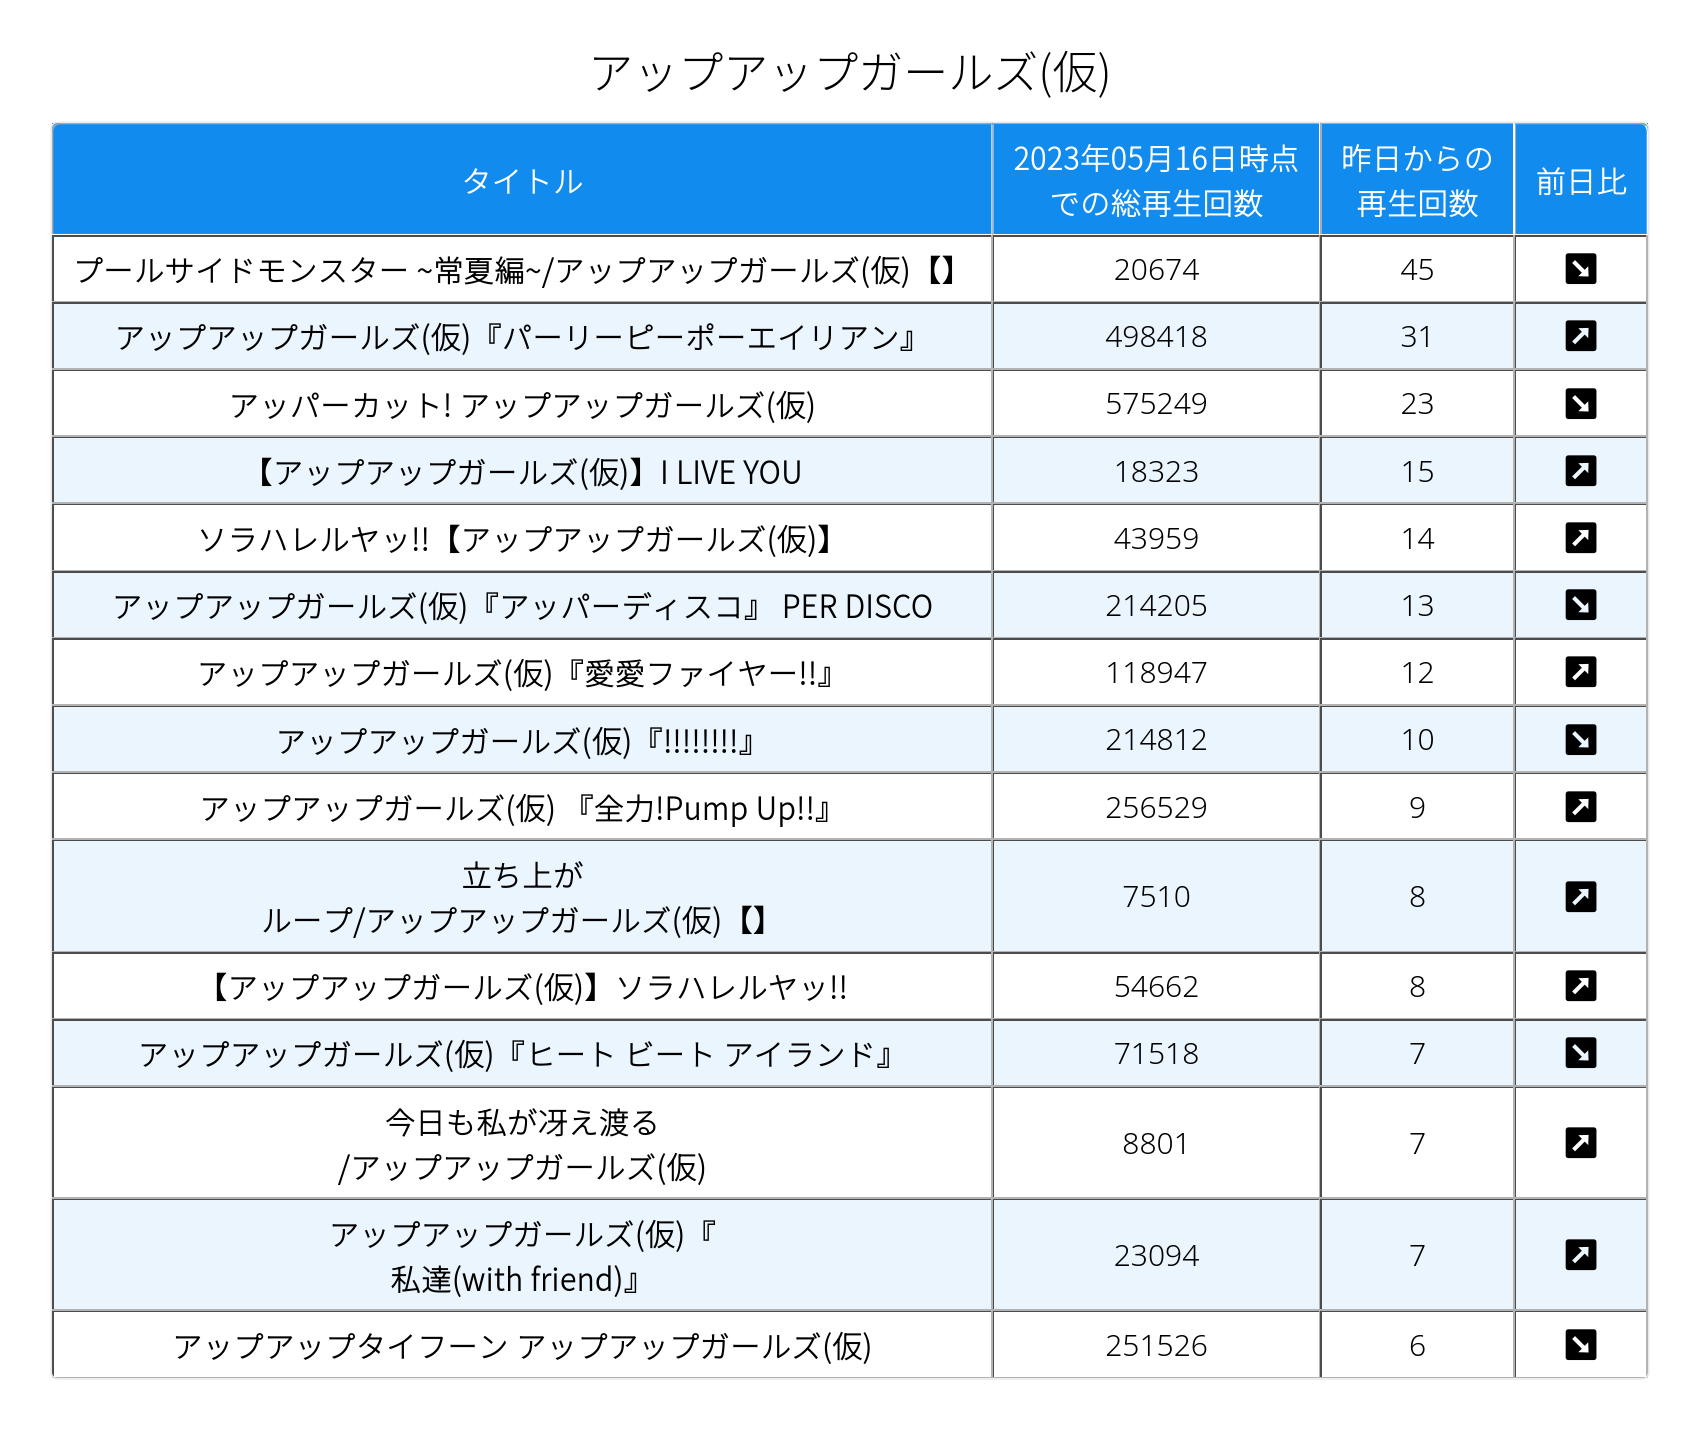 アップアップガールズ(仮)
タイトル 2023年05月16日時点 昨日からの 前日比
での総再生回数 再生回数
プールサイドモンスター ~常夏編~/アップアップガールズ(仮)【】 20674 45
アップアップガールズ(仮)『パーリーピーポーエイリアン』 498418 31
アッパーカット! アップアップガールズ(仮) 575249 23
【アップアップガールズ(仮)】I LIVE YOU 18323 15
ソラハレルヤッ!!【アップアップガールズ(仮)】 43959 14
アップアップガールズ(仮)『アッパーディスコ』 PER DISCO 214205 13
アップアップガールズ(仮)『愛愛ファイヤー!!』 118947 12
アップアップガールズ(仮)『!!!!!!!!』 214812 10
アップアップガールズ(仮) 『全力!Pump Up!!』 256529 9
立ち上が
ループ/アップアップガールズ(仮)【】 7510 8
【アップアップガールズ(仮)】ソラハレルヤッ!! 54662 8
アップアップガールズ(仮)『ヒート ビート アイランド』 71518 7
今日も私が冴え渡る
/アップアップガールズ(仮) 8801 7
アップアップガールズ(仮)『
私達(with friend)』 23094 7
アップアップタイフーン アップアップガールズ(仮) 251526 6